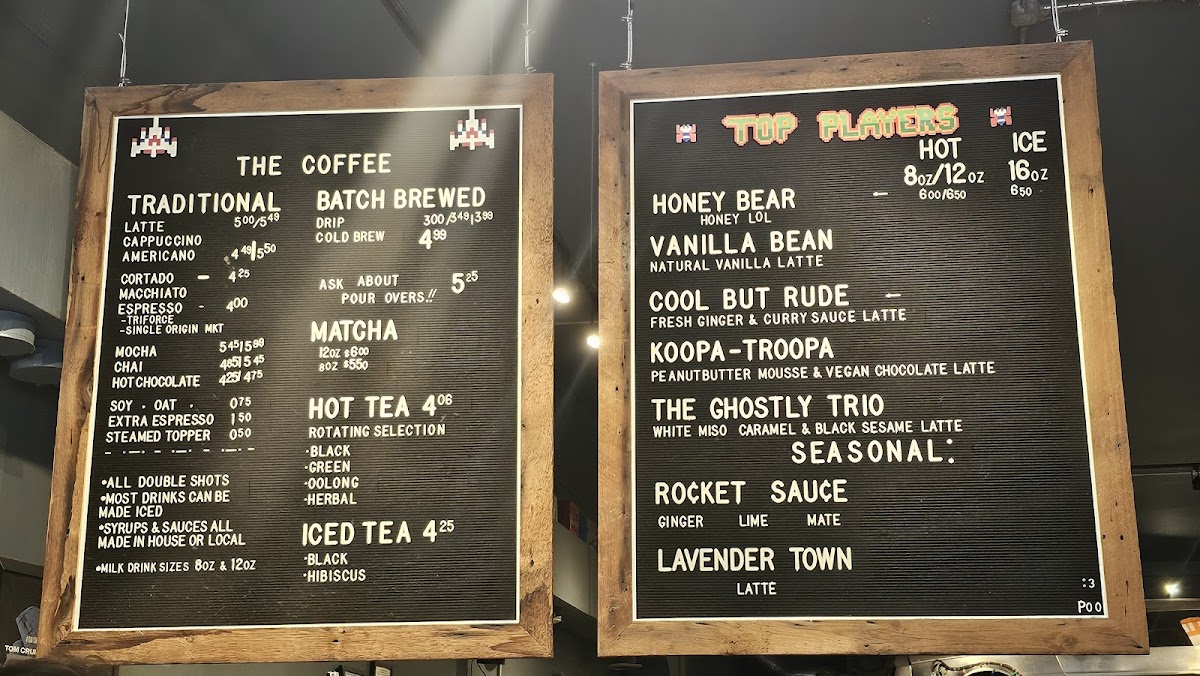 THE COFFEE
TRADITIONAL
LATTE 5 00/5 49
CAPPUCCINO
AMERICANO 4 49/5 50
CORTADO - 4 25
MACCHIATO
ESPRESSO - 4 00
-TRIFORCE
-SINGLE ORIGIN MKT
MOCHA 5 45|5 99
CHAI 4 85|5 45
HOT CHOCOLATE 4 25/4 75
SOY . OAT . 0 75
EXTRA ESPRESSO 1 50
STEAMED TOPPER 0 50
•ALL DOUBLE SHOTS
•MOST DRINKS CAN BE
MADE ICED
•SYRUPS & SAUCES ALL
MADE IN HOUSE OR LOCAL
•MILK DRINK SIZES 8OZ & 12OZ
BATCH BREWED
DRIP 3 00/3 49|3 99
COLD BREW 4 99
ASK ABOUT 5 25
POUR OVERS!!
MATCHA
12OZ $6 00
8OZ $5 50
HOT TEA 4 06
ROTATING SELECTION
·BLACK
·GREEN
·OOLONG
·HERBAL
ICED TEA 4 25
·BLACK
·HIBISCUS
TOP PLAYERS
HOT ICE
8OZ/12OZ 16OZ
HONEY BEAR ← 6 00/6 50 6 50
HONEY LOL
VANILLA BEAN
NATURAL VANILLA LATTE
COOL BUT RUDE ←
FRESH GINGER & CURRY SAUCE LATTE
KOOPA-TROOPA
PEANUTBUTTER MOUSSE & VEGAN CHOCOLATE LATTE
THE GHOSTLY TRIO
WHITE MISO CARAMEL & BLACK SESAME LATTE
SEASONAL:
RO¢KET SAU¢E
GINGER LIME MATE
LAVENDER TOWN
LATTE
:3
POO